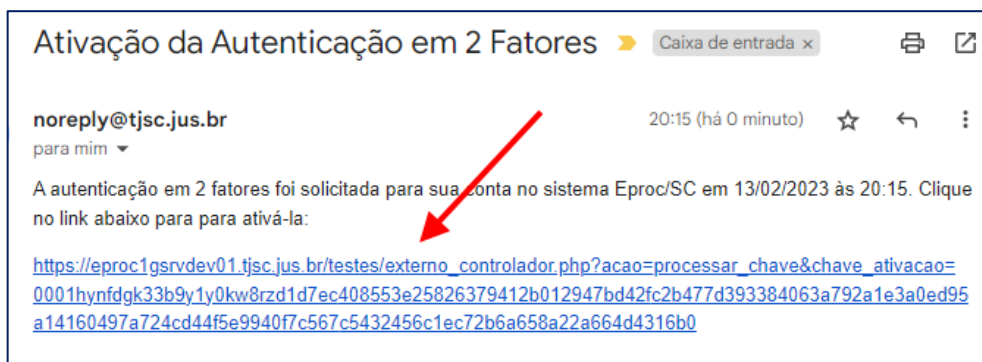 Ativação da Autenticação em 2 Fatores Caixa de entrada ×
noreply@tjsc.jus.br 20:15 (há 0 minuto)
para mim
A autenticação em 2 fatores foi solicitada para sua conta no sistema Eproc/SC em 13/02/2023 às 20:15. Clique
no link abaixo para para ativá-la:
https://eproc1gsrvdev01.tjsc.jus.br/testes/externo_controlador.php?acao=processar_chave&chave_ativacao=
0001hynfdgk33b9y1y0kw8rzd1d7ec408553e25826379412b012947bd42fc2b477d393384063a792a1e3a0ed95
a14160497a724cd44f5e9940f7c567c5432456c1ec72b6a658a22a664d4316b0